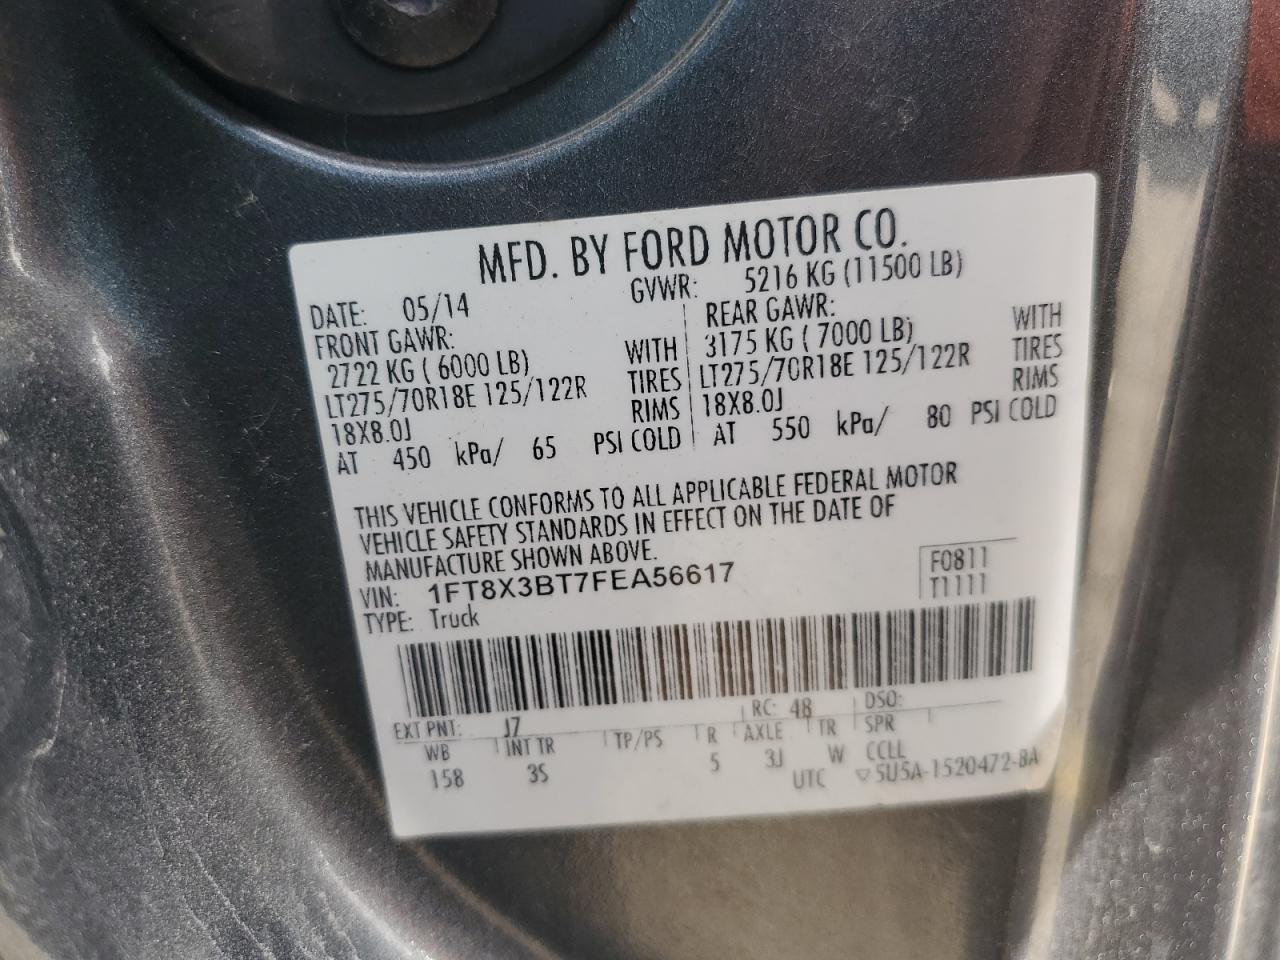 MFD. BY FORD MOTOR CO.
DATE: 05/14 GVWR: 5216 KG (11500 LB)
FRONT GAWR: REAR GAWR:
2722 KG ( 6000 LB) WITH 3175 KG ( 7000 LB) WITH
LT275/70R18E 125/122R TIRES LT275/70R18E 125/122R TIRES
18X8.0J RIMS 18X8.0J RIMS
AT 450 kPa/ 65 PSI COLD AT 550 kPa/ 80 PSI COLD
THIS VEHICLE CONFORMS TO ALL APPLICABLE FEDERAL MOTOR
VEHICLE SAFETY STANDARDS IN EFFECT ON THE DATE OF
MANUFACTURE SHOWN ABOVE.
VIN: 1FT8X3BT7FEA56617 F0811
TYPE: Truck T1111
EXT PNT: J7 RC: 48 DSO:
WB INT TR TP/PS R AXLE TR SPR
158 3S 5 3J W CCLL
UTC ▽5U5A-1520472-BA